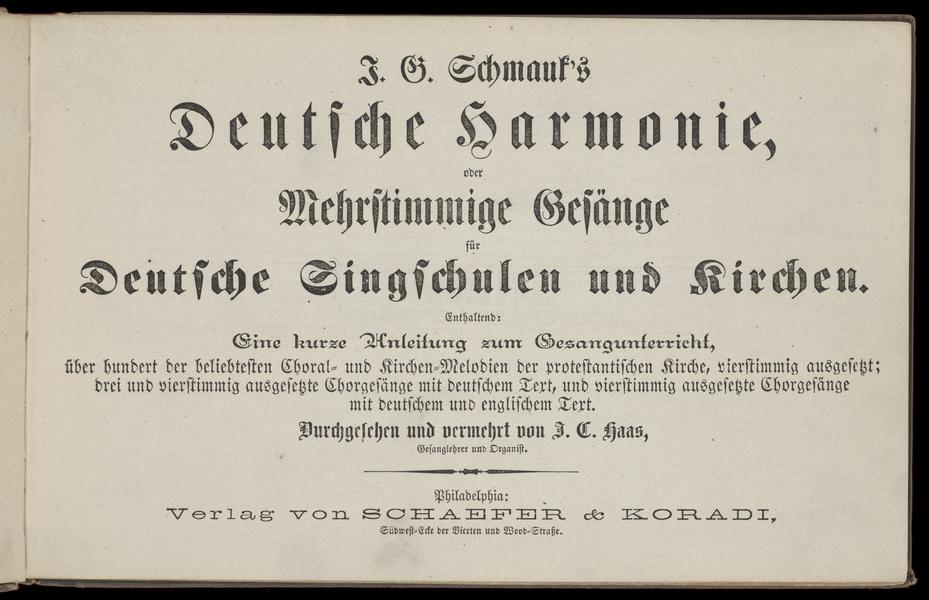 J. G. Schmauk's
Deutsche Harmonie,
oder
Mehrstimmige Gesänge
für
Deutsche Singschulen und Kirchen.
Enthaltend:
Eine kurze Anleitung zum Gesangunterricht,
über hundert der beliebtesten Choral- und Kirchen-Melodien der protestantischen Kirche, vierstimmig ausgesetzt;
drei und vierstimmig ausgesetzte Chorgesänge mit deutschem Text, und vierstimmig ausgesetzte Chorgesänge
mit deutschem und englischem Text.
Durchgesehen und vermehrt von J. C. Haas,
Gesanglehrer und Organist.
Philadelphia:
Verlag von SCHAEFER & KORADI,
Südwest-Ecke der Vierten und Wood-Straße.